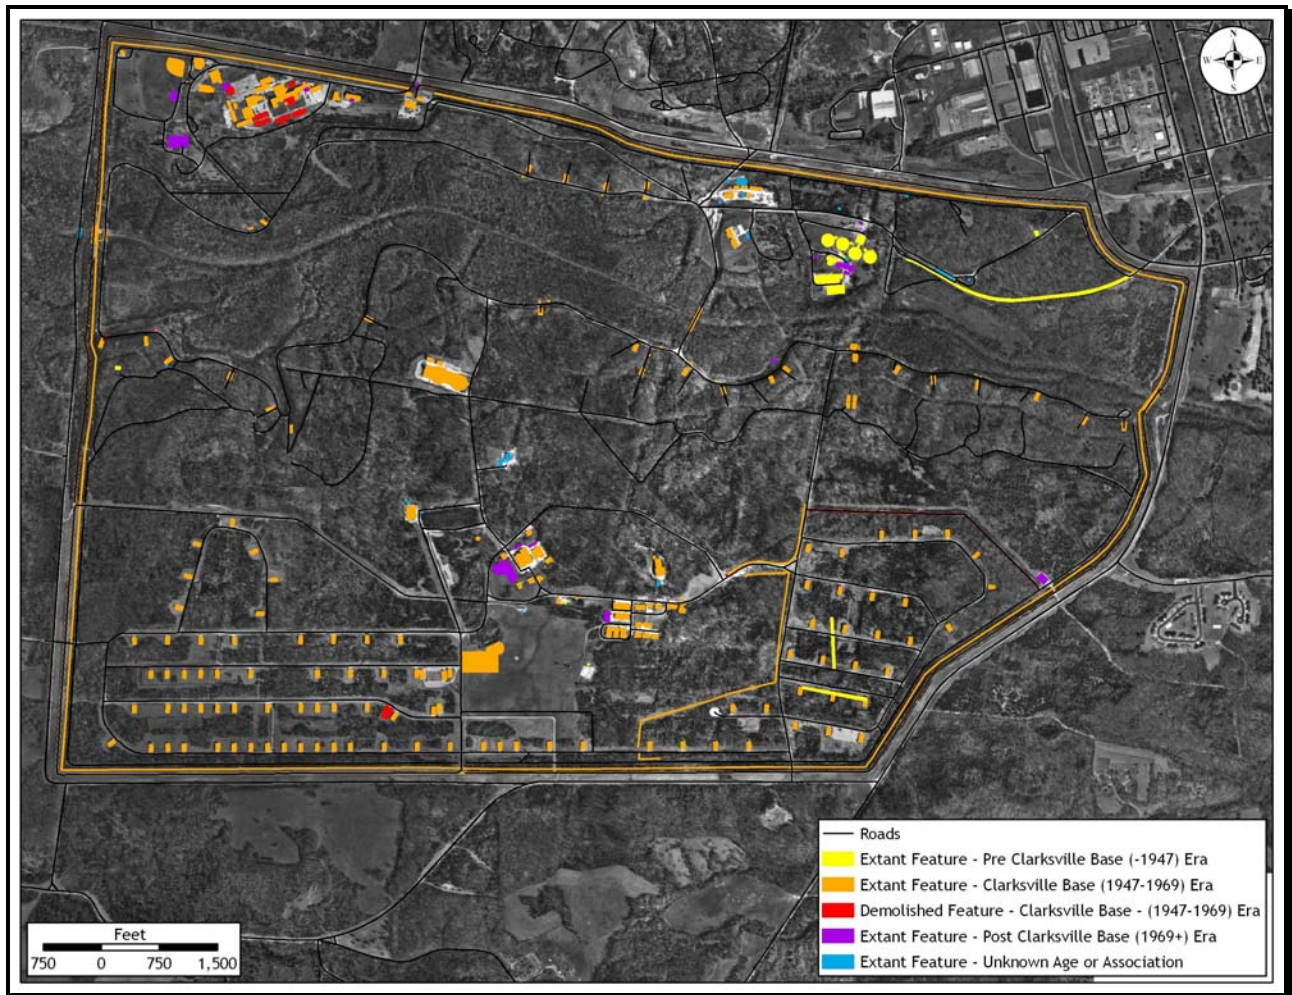 N
W E
S
Roads
Extant Feature - Pre Clarksville Base (-1947) Era
Extant Feature - Clarksville Base (1947-1969) Era
Demolished Feature - Clarksville Base - (1947-1969) Era
Extant Feature - Post Clarksville Base (1969+) Era
Extant Feature - Unknown Age or Association
Feet
750 0 750 1,500